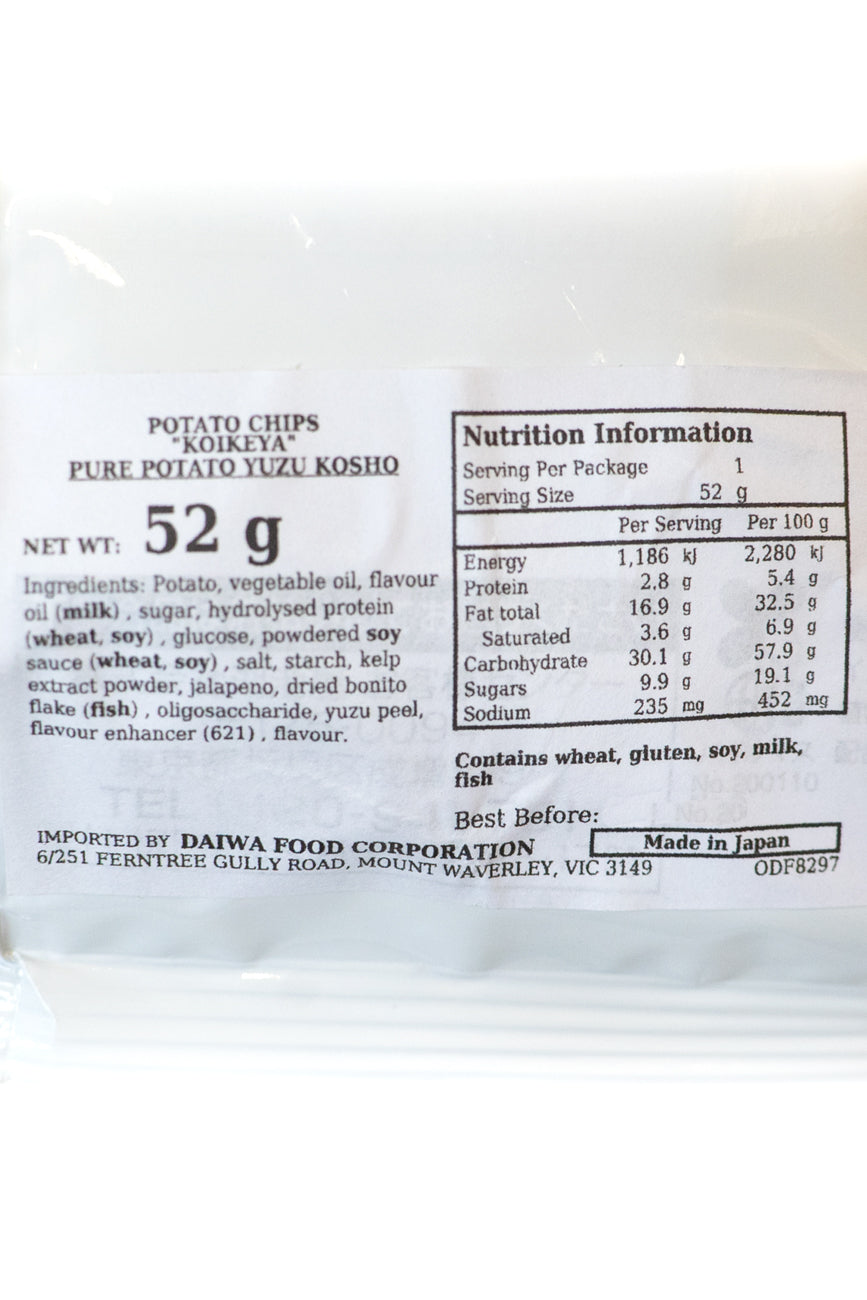 POTATO CHIPS
"KOIKEYA"
PURE POTATO YUZU KOSHO
NET WT: 52 g
Ingredients: Potato, vegetable oil, flavour
oil (milk) , sugar, hydrolysed protein
(wheat, soy) , glucose, powdered soy
sauce (wheat, soy) , salt, starch, kelp
extract powder, jalapeno, dried bonito
flake (fish) , oligosaccharide, yuzu peel,
flavour enhancer (621) , flavour.
Nutrition Information
Serving Per Package 1
Serving Size 52 g
Per Serving Per 100 g
Energy 1,186 kJ 2,280 kJ
Protein 2.8 g 5.4 g
Fat total 16.9 g 32.5 g
Saturated 3.6 g 6.9 g
Carbohydrate 30.1 g 57.9 g
Sugars 9.9 g 19.1 g
Sodium 235 mg 452 mg
Contains wheat, gluten, soy, milk,
fish
Best Before:
Made in Japan
IMPORTED BY DAIWA FOOD CORPORATION
6/251 FERNTREE GULLY ROAD, MOUNT WAVERLEY, VIC 3149
ODF8297
TEL
No.200110